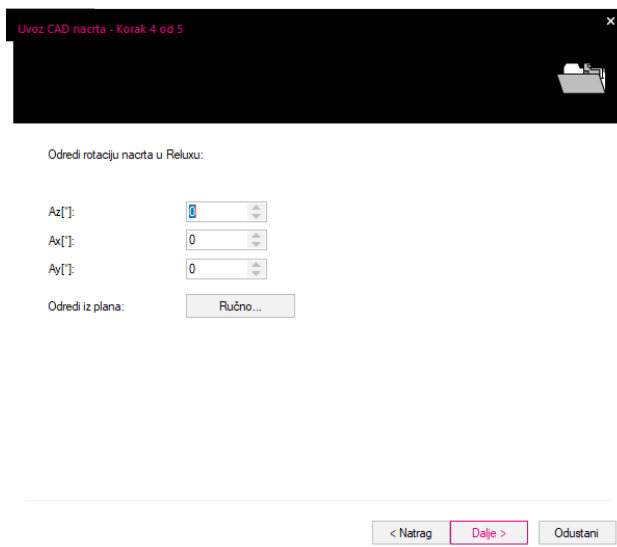 Uvoz CAD nacrta - Korak 4 od 5
Odredi rotaciju nacrta u Reluxu:
Az[°]: 0
Ax[°]: 0
Ay[°]: 0
Odredi iz plana: Ručno...
< Natrag Dalje > Odustani